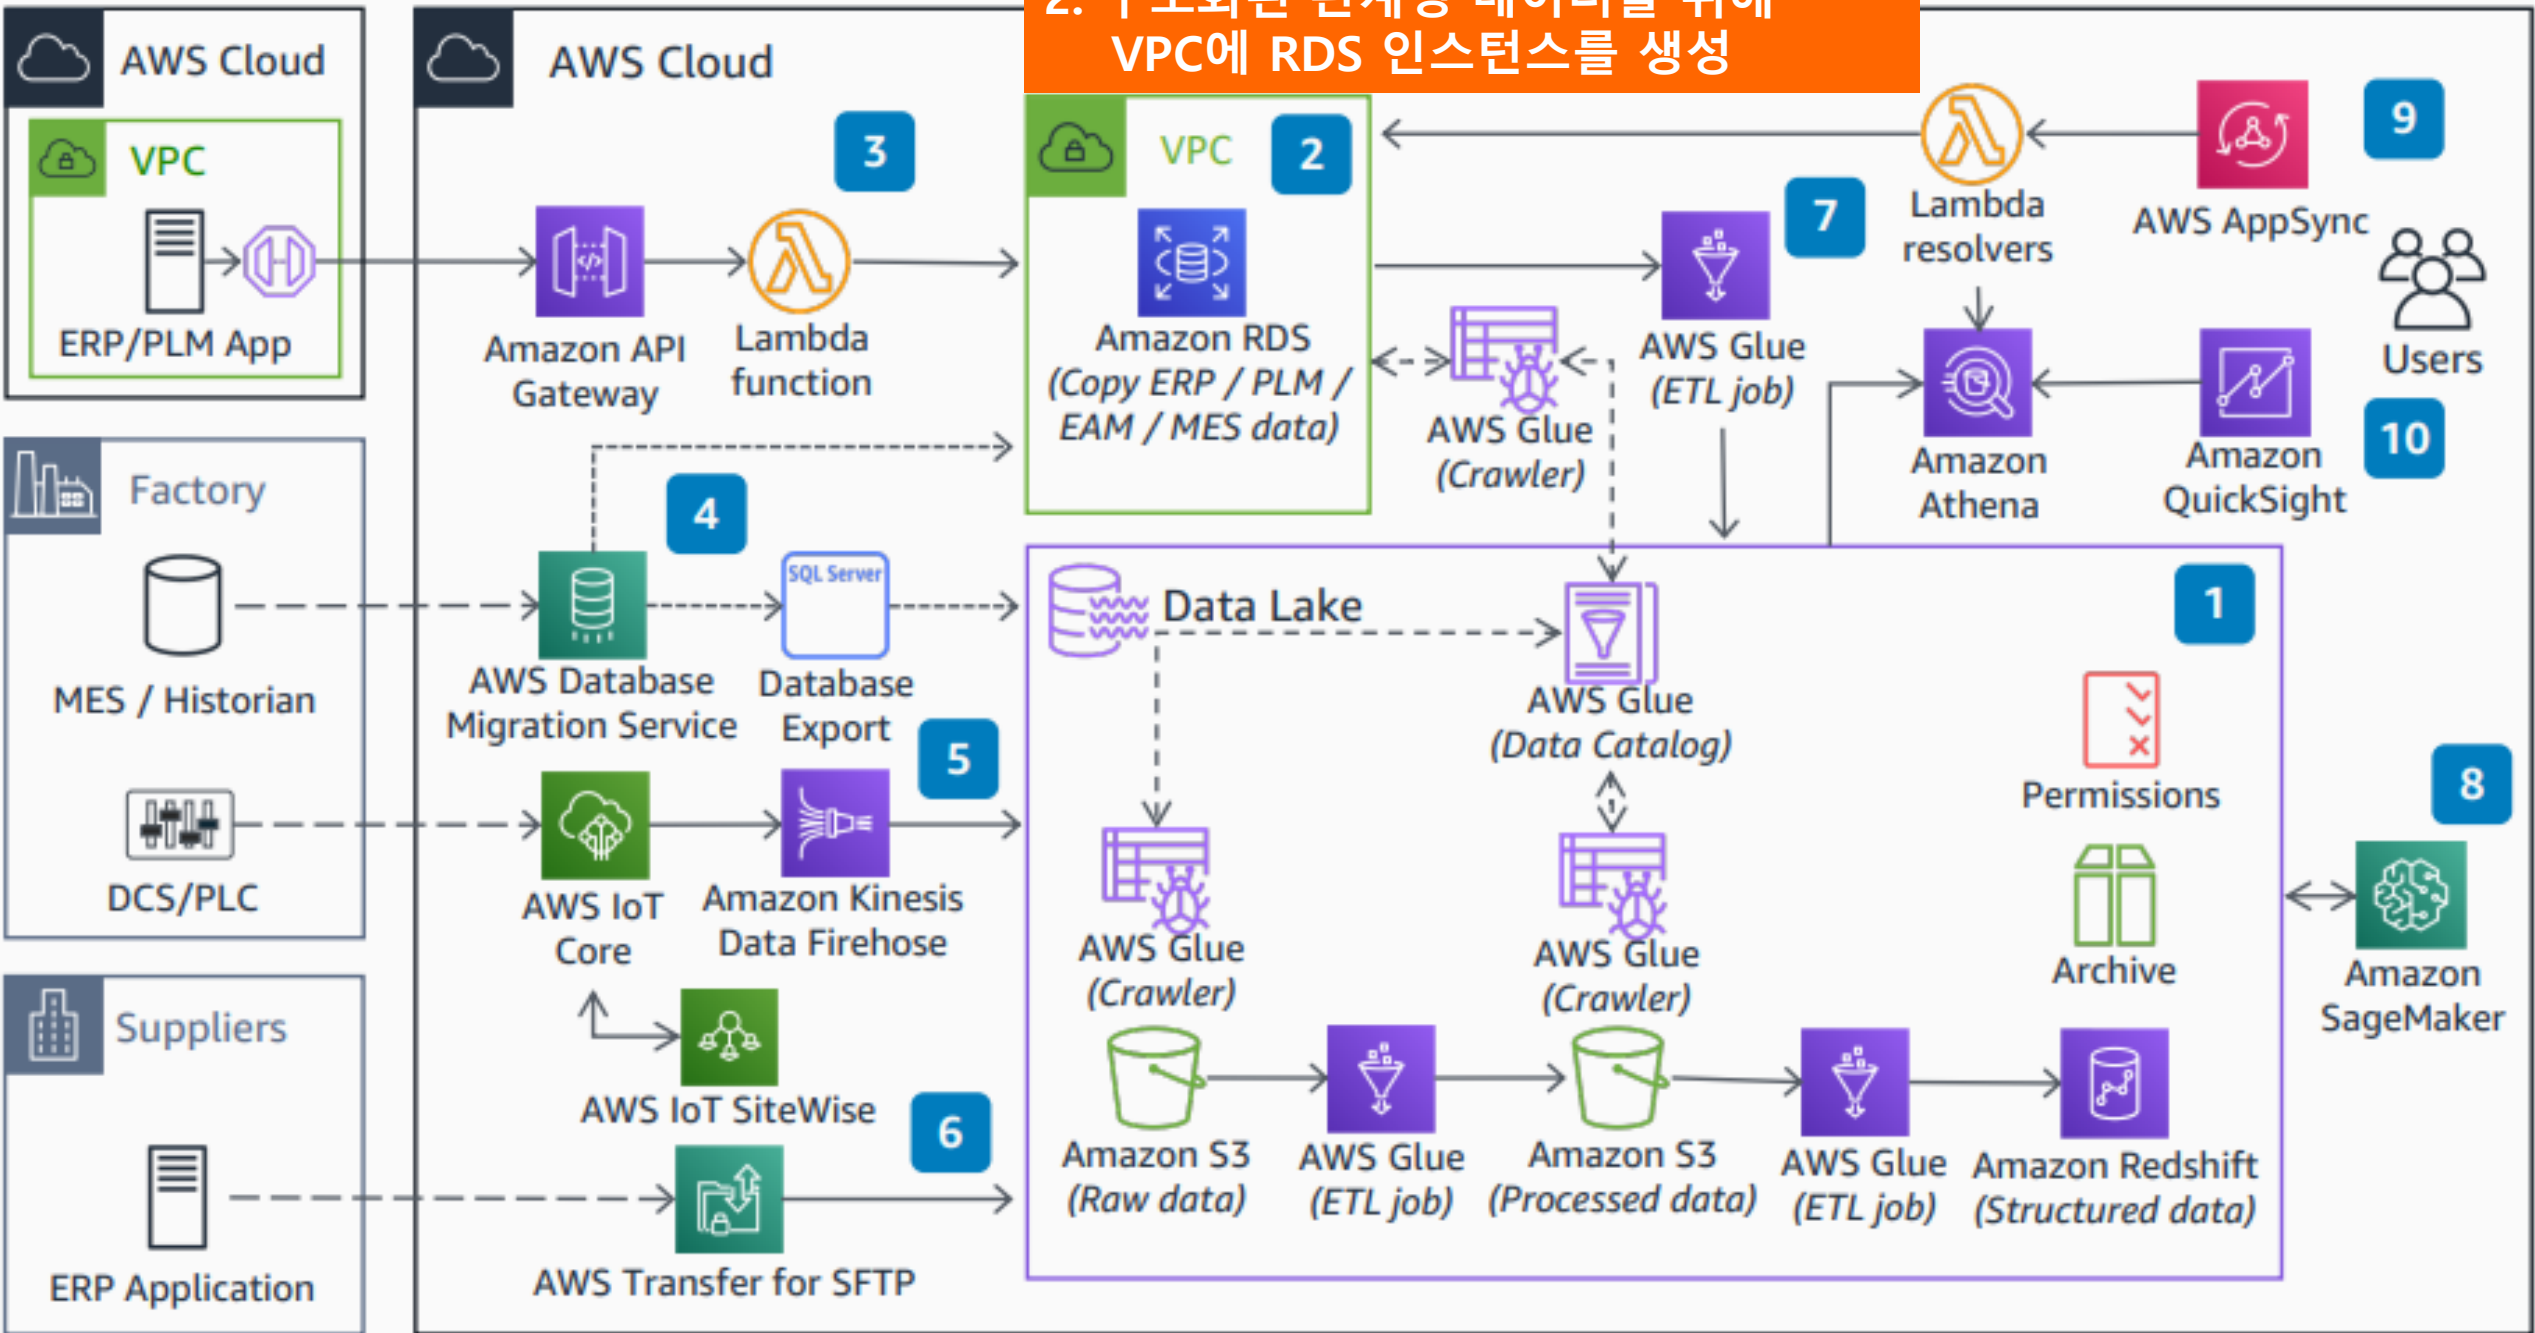 VPC에 RDS 인스턴스를 생성
AWS Cloud
VPC
ERP/PLM App
Factory
MES / Historian
DCS/PLC
Suppliers
ERP Application
AWS Cloud
3
Amazon API
Gateway
Lambda
function
4
AWS Database
Migration Service
SQL Server
Database
Export
5
AWS IoT
Core
Amazon Kinesis
Data Firehose
AWS IoT SiteWise
6
AWS Transfer for SFTP
VPC
2
Amazon RDS
(Copy ERP / PLM /
EAM / MES data)
AWS Glue
(Crawler)
7
AWS Glue
(ETL job)
Lambda
resolvers
AWS AppSync
9
Users
Amazon
Athena
Amazon
QuickSight
10
Data Lake
1
AWS Glue
(Data Catalog)
Permissions
Archive
8
Amazon
SageMaker
AWS Glue
(Crawler)
AWS Glue
(Crawler)
Amazon S3
(Raw data)
AWS Glue
(ETL job)
Amazon S3
(Processed data)
AWS Glue
(ETL job)
Amazon Redshift
(Structured data)